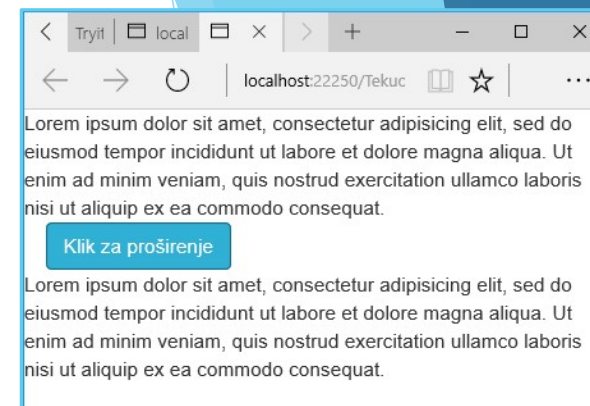 Tryit local
localhost:22250/Tekuc
Lorem ipsum dolor sit amet, consectetur adipisicing elit, sed do
eiusmod tempor incididunt ut labore et dolore magna aliqua. Ut
enim ad minim veniam, quis nostrud exercitation ullamco laboris
nisi ut aliquip ex ea commodo consequat.
Klik za proširenje
Lorem ipsum dolor sit amet, consectetur adipisicing elit, sed do
eiusmod tempor incididunt ut labore et dolore magna aliqua. Ut
enim ad minim veniam, quis nostrud exercitation ullamco laboris
nisi ut aliquip ex ea commodo consequat.